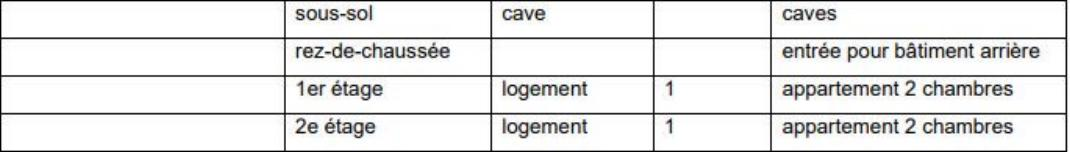 sous-sol cave caves
rez-de-chaussée entrée pour bâtiment arrière
1er étage logement 1 appartement 2 chambres
2e étage logement 1 appartement 2 chambres